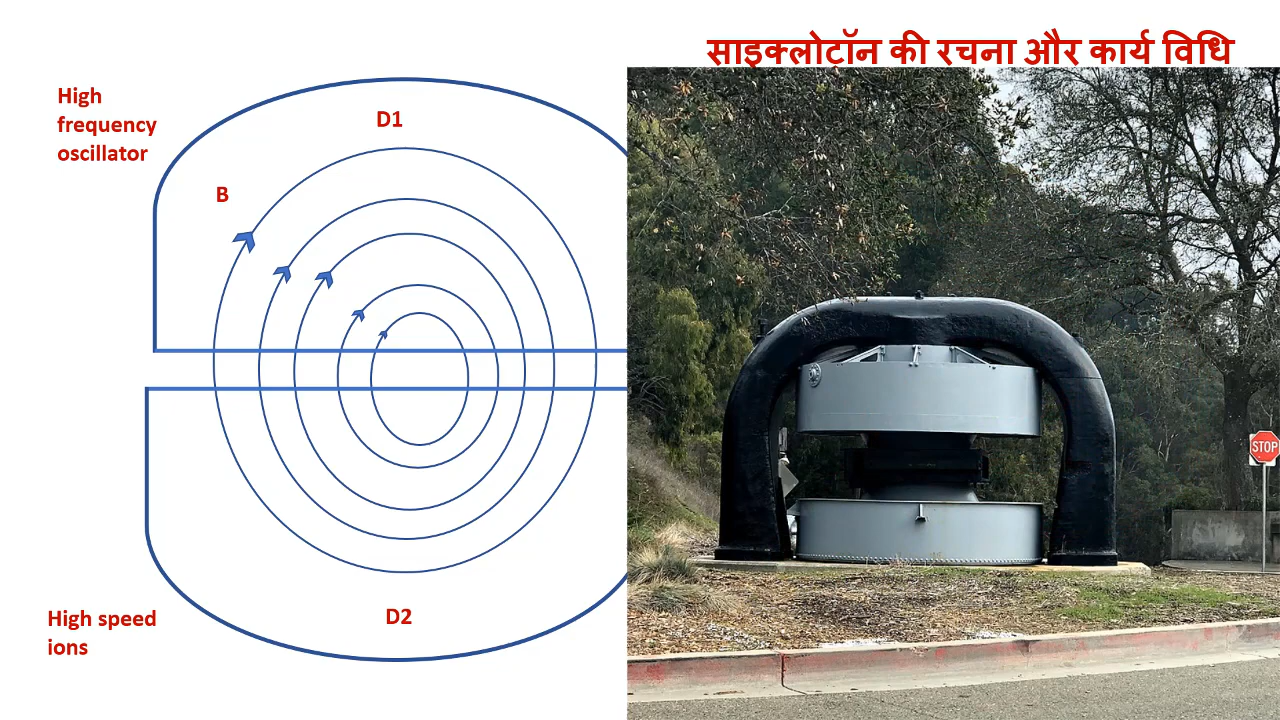 साइक्लोटॉन की रचना और कार्य विधि
High
frequency
oscillator
D1
B
STOP
High speed
ions
D2